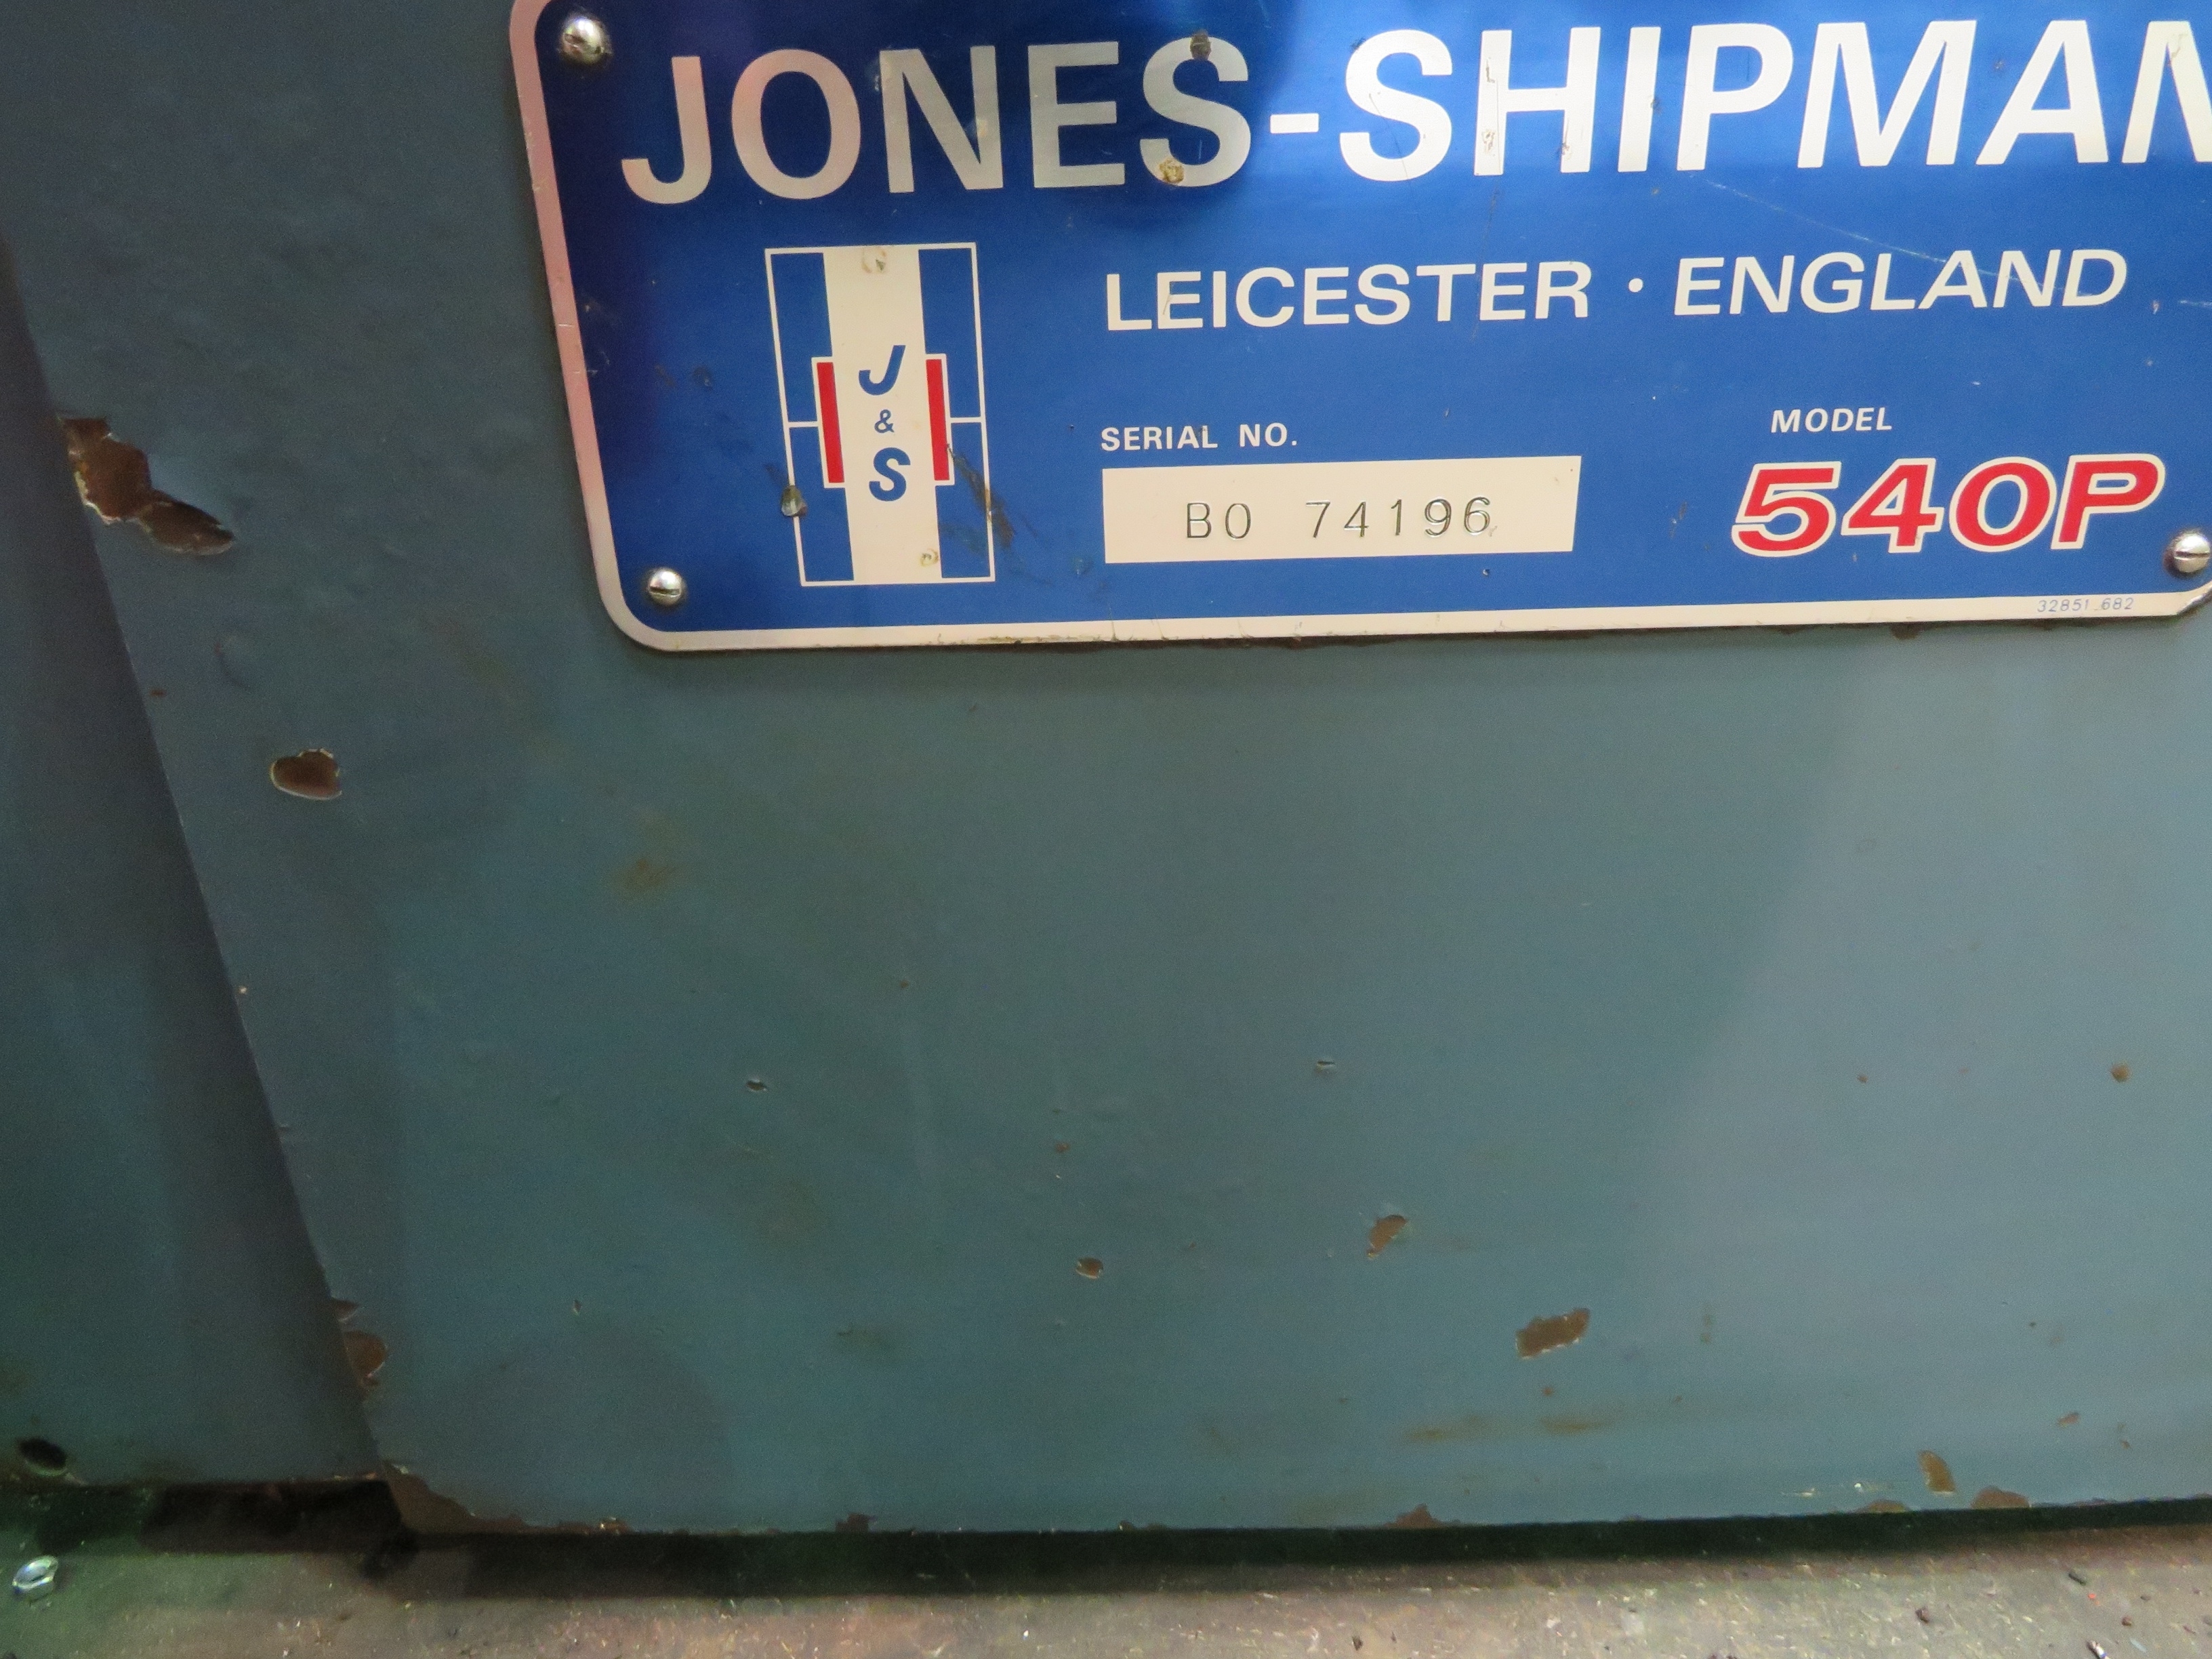 JONES-SHIPMAN
LEICESTER · ENGLAND
J
&
S
SERIAL NO.
MODEL
BO 74196
540P
32851_682